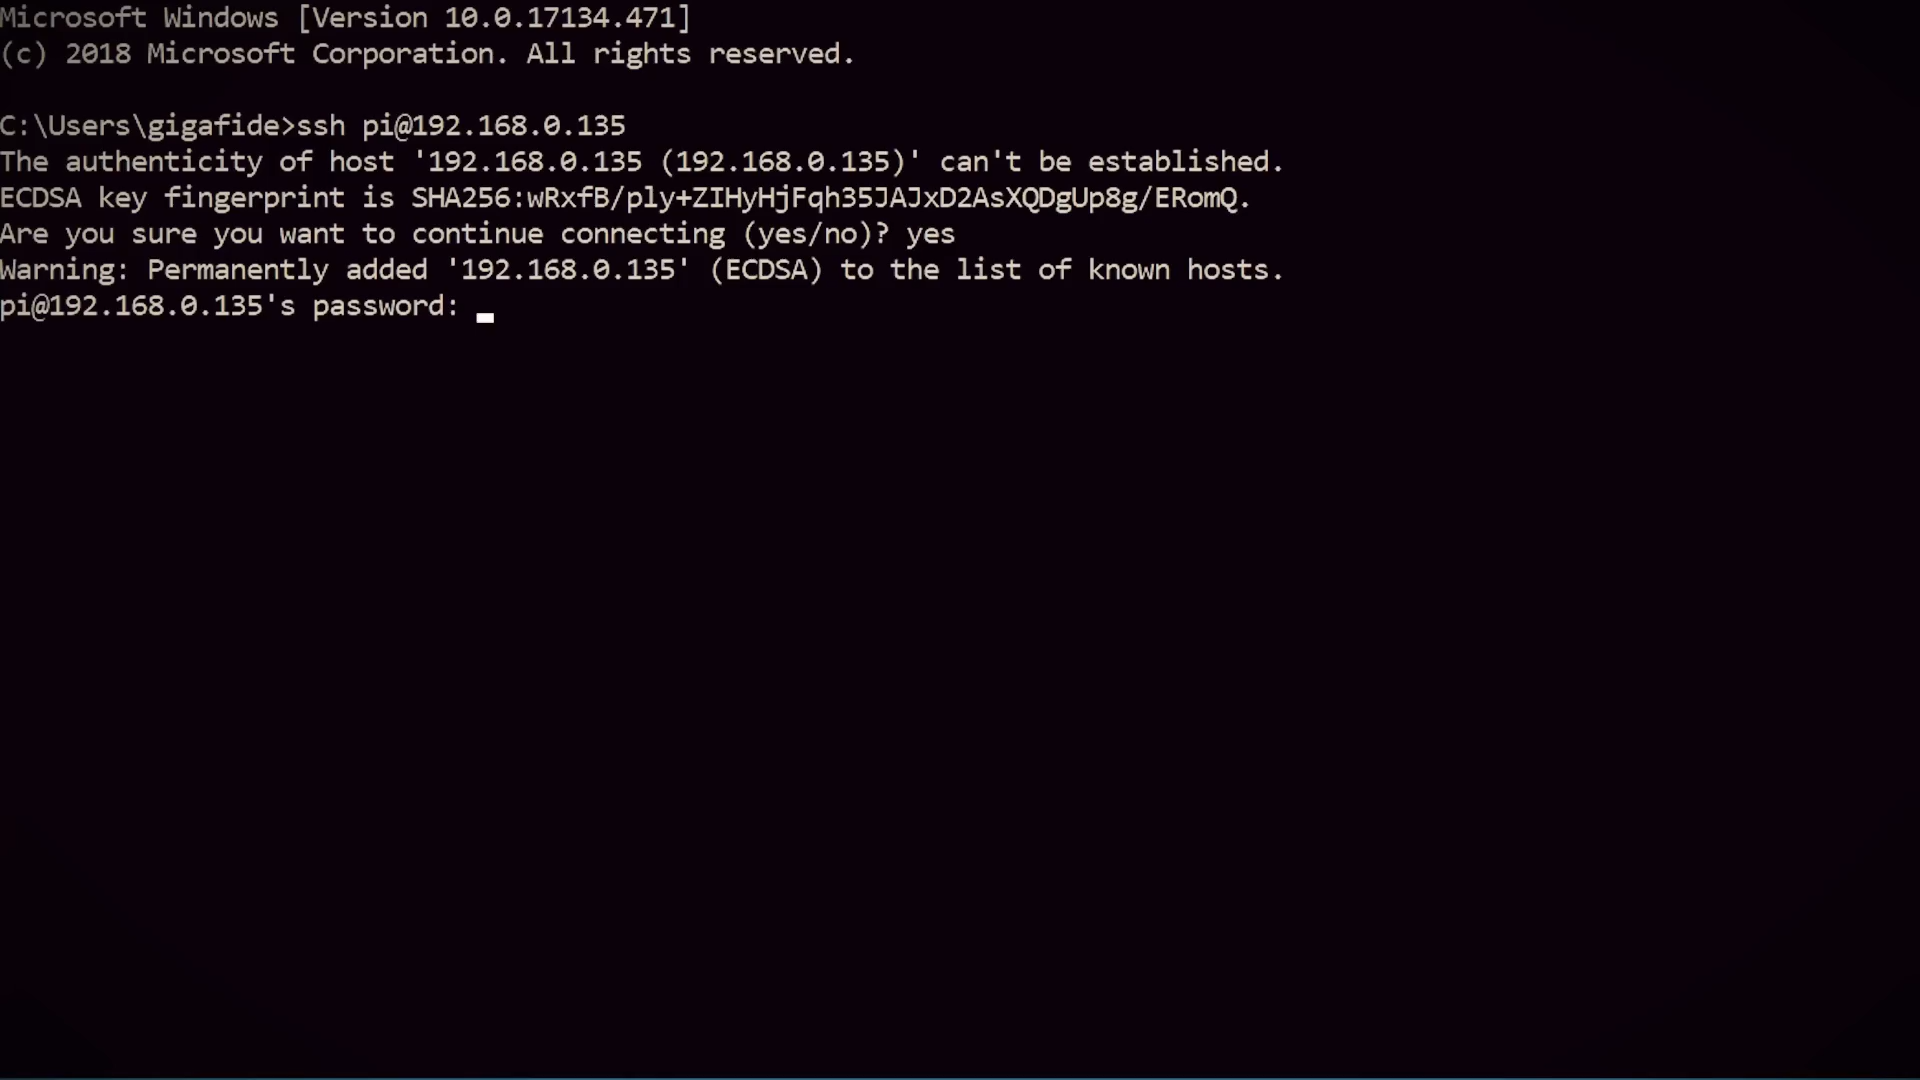 Microsoft Windows [Version 10.0.17134.471]
(c) 2018 Microsoft Corporation. All rights reserved.
C:\Users\gigafide>ssh pi@192.168.0.135
The authenticity of host '192.168.0.135 (192.168.0.135)' can't be established.
ECDSA key fingerprint is SHA256:wRxfB/ply+ZIHyHjFqh35JAJxD2AsXQDgUp8g/ERomQ.
Are you sure you want to continue connecting (yes/no)? yes
Warning: Permanently added '192.168.0.135' (ECDSA) to the list of known hosts.
pi@192.168.0.135's password: